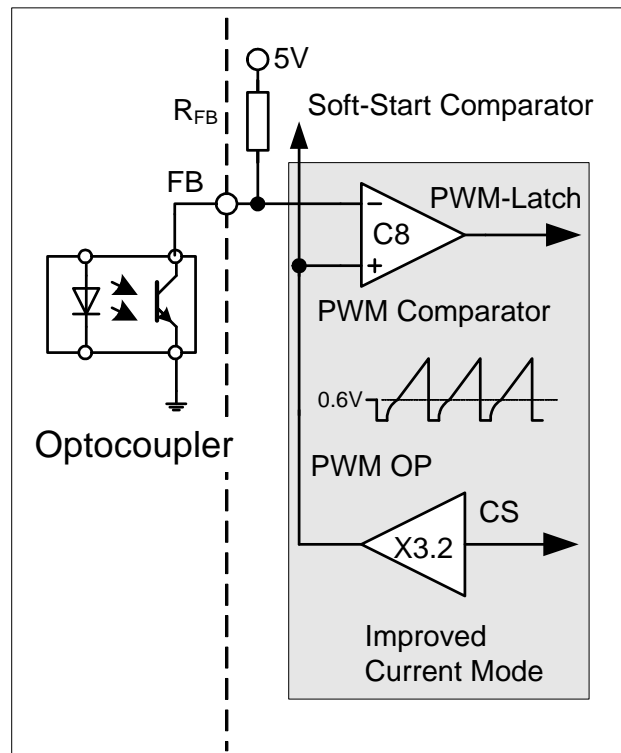 5V
RFB
Soft-Start Comparator
FB
PWM-Latch
−
C8
+
PWM Comparator
0.6V
Optocoupler
PWM OP
CS
X3.2
Improved
Current Mode